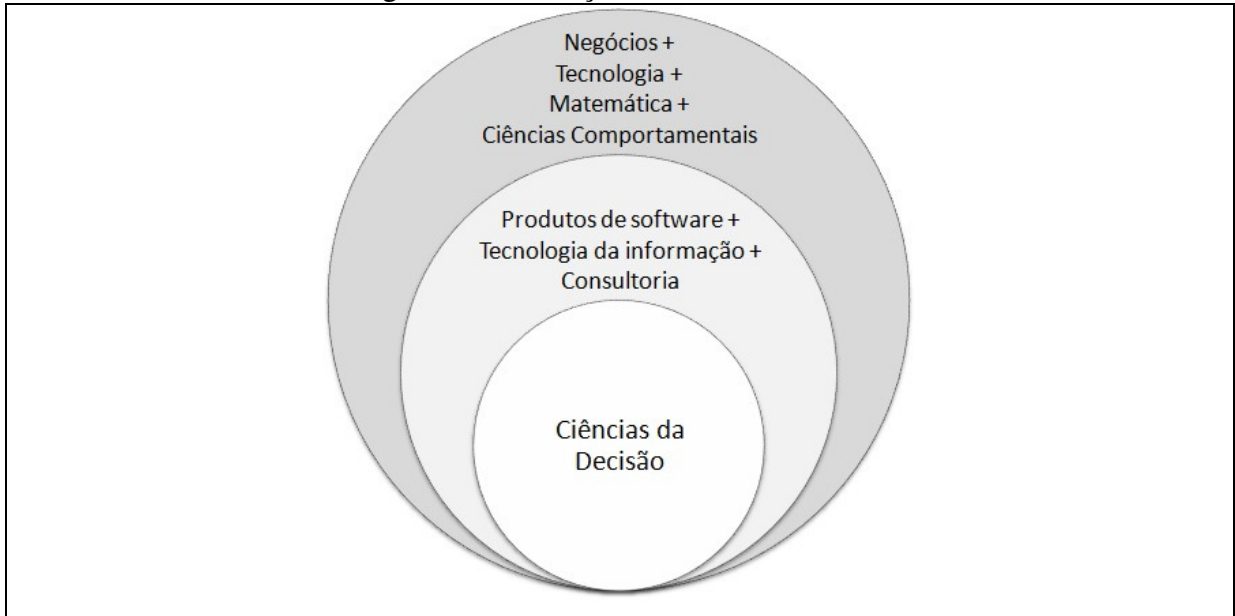 Negócios +
Tecnologia +
Matemática +
Ciências Comportamentais
Produtos de software +
Tecnologia da informação +
Consultoria
Ciências da
Decisão